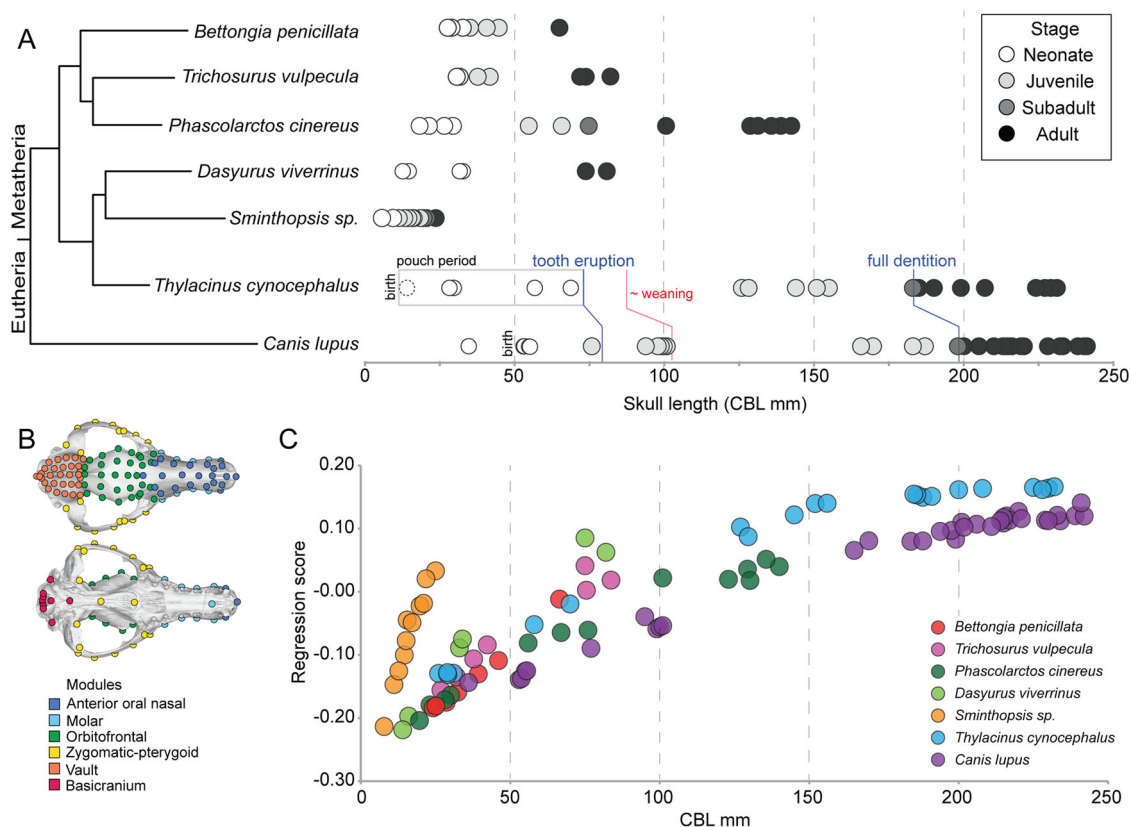 A
Bettongia penicillata
Trichosurus vulpecula
Phascolarctos cinereus
Dasyurus viverrinus
Sminthopsis sp.
Thylacinus cynocephalus
Canis lupus
Eutheria
Metatheria
Stage
Neonate
Juvenile
Subadult
Adult
pouch period
birth
tooth eruption
~ weaning
full dentition
birth
0 50 100 150 200 250
Skull length (CBL mm)
B
Modules
Anterior oral nasal
Molar
Orbitofrontal
Zygomatic-pterygoid
Vault
Basicranium
C
Regression score
0.20
0.10
-0.00
-0.10
-0.20
-0.30
0 50 100 150 200 250
CBL mm
Bettongia penicillata
Trichosurus vulpecula
Phascolarctos cinereus
Dasyurus viverrinus
Sminthopsis sp.
Thylacinus cynocephalus
Canis lupus